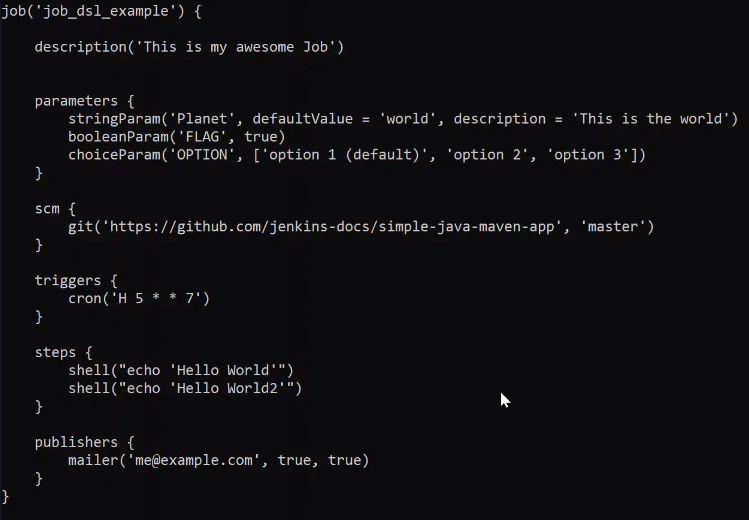 job('job_dsl_example') {
description('This is my awesome Job')
parameters {
stringParam('Planet', defaultValue = 'world', description = 'This is the world')
booleanParam('FLAG', true)
choiceParam('OPTION', ['option 1 (default)', 'option 2', 'option 3'])
}
scm {
git('https://github.com/jenkins-docs/simple-java-maven-app', 'master')
}
triggers {
cron('H 5 * * 7')
}
steps {
shell("echo 'Hello World'")
shell("echo 'Hello World2'")
}
publishers {
mailer('me@example.com', true, true)
}
}